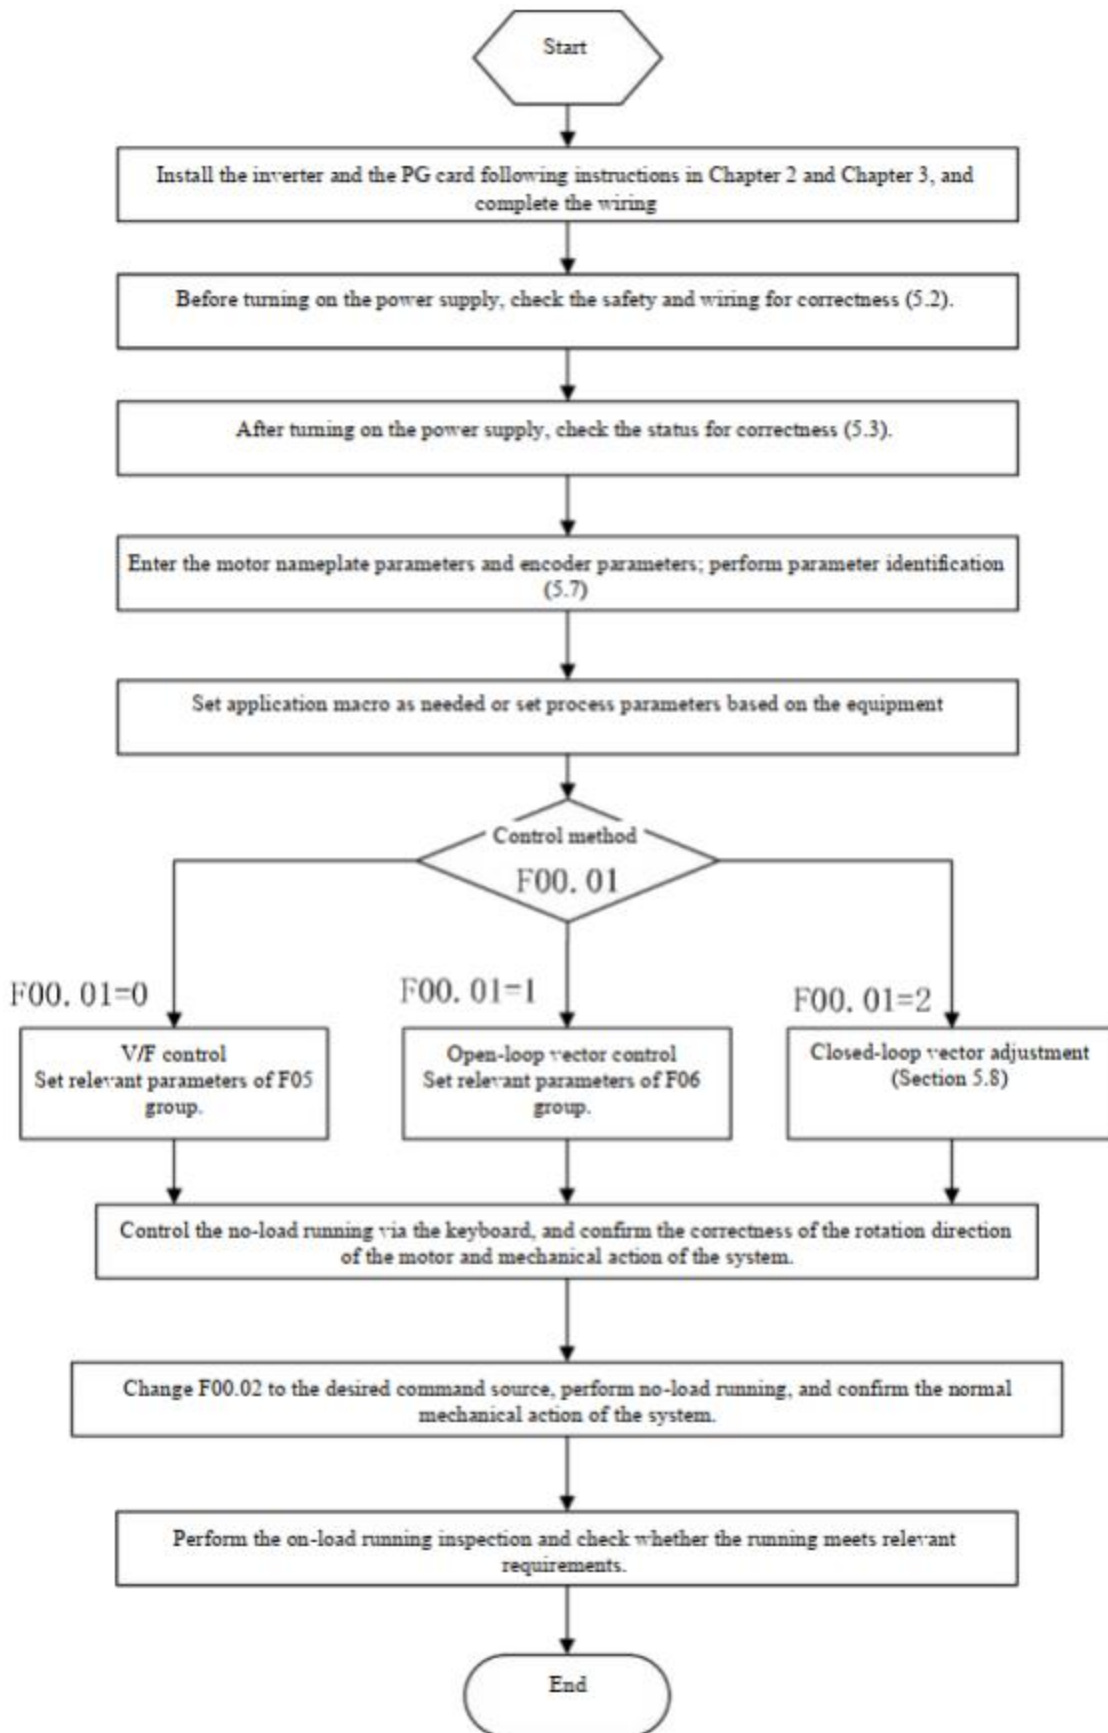 Start
Install the inverter and the PG card following instructions in Chapter 2 and Chapter 3, and
complete the wiring
Before turning on the power supply, check the safety and wiring for correctness (5.2).
After turning on the power supply, check the status for correctness (5.3).
Enter the motor nameplate parameters and encoder parameters; perform parameter identification
(5.7)
Set application macro as needed or set process parameters based on the equipment
Control method
F00.01
F00.01=0
F00.01=1
F00.01=2
V/F control
Set relevant parameters of F05
group.
Open-loop vector control
Set relevant parameters of F06
group.
Closed-loop vector adjustment
(Section 5.8)
Control the no-load running via the keyboard, and confirm the correctness of the rotation direction
of the motor and mechanical action of the system.
Change F00.02 to the desired command source, perform no-load running, and confirm the normal
mechanical action of the system.
Perform the on-load running inspection and check whether the running meets relevant
requirements.
End